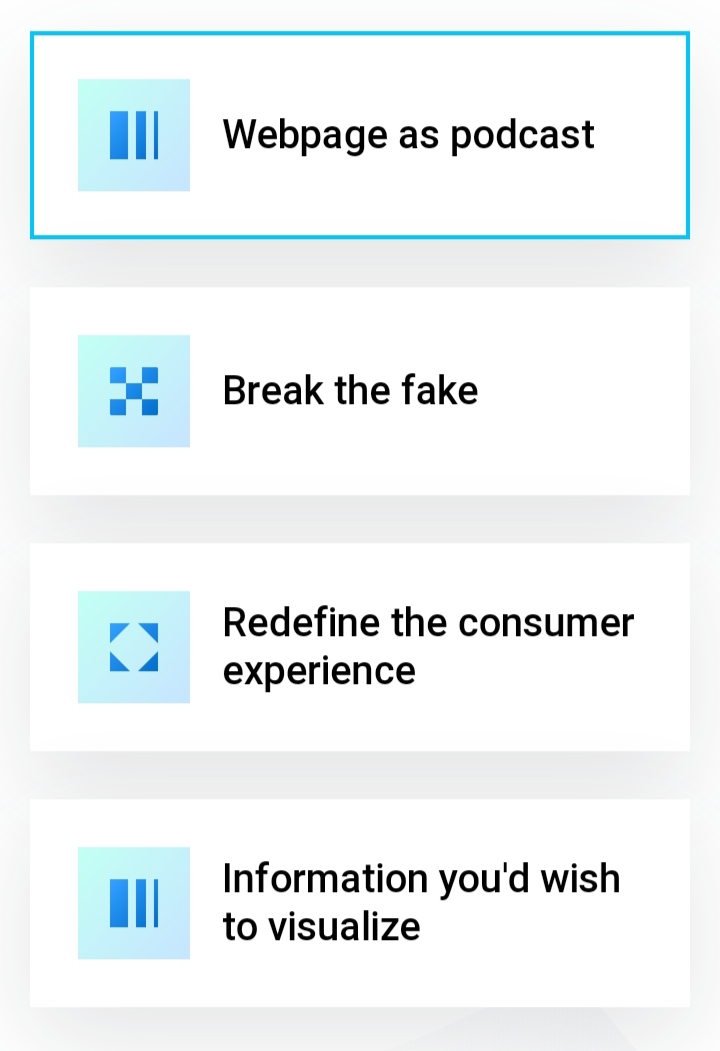 Webpage as podcast
Break the fake
Redefine the consumer
experience
Information you'd wish
to visualize